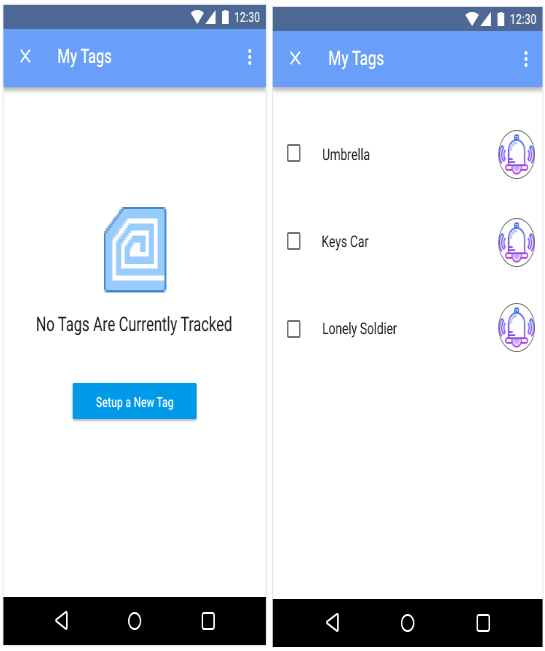 12:30
X My Tags
No Tags Are Currently Tracked
Setup a New Tag
12:30
X My Tags
Umbrella
Keys Car
Lonely Soldier